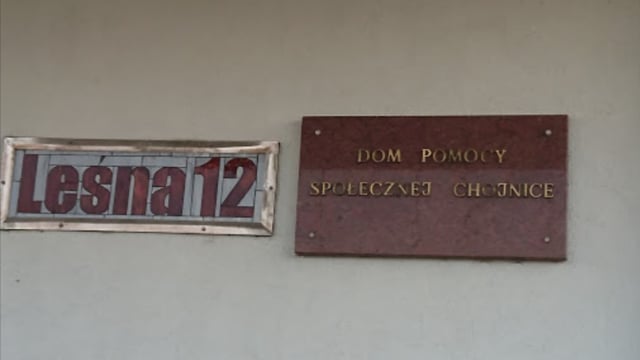 Leśna 12
DOM POMOCY
SPOŁECZNEJ CHOJNICE